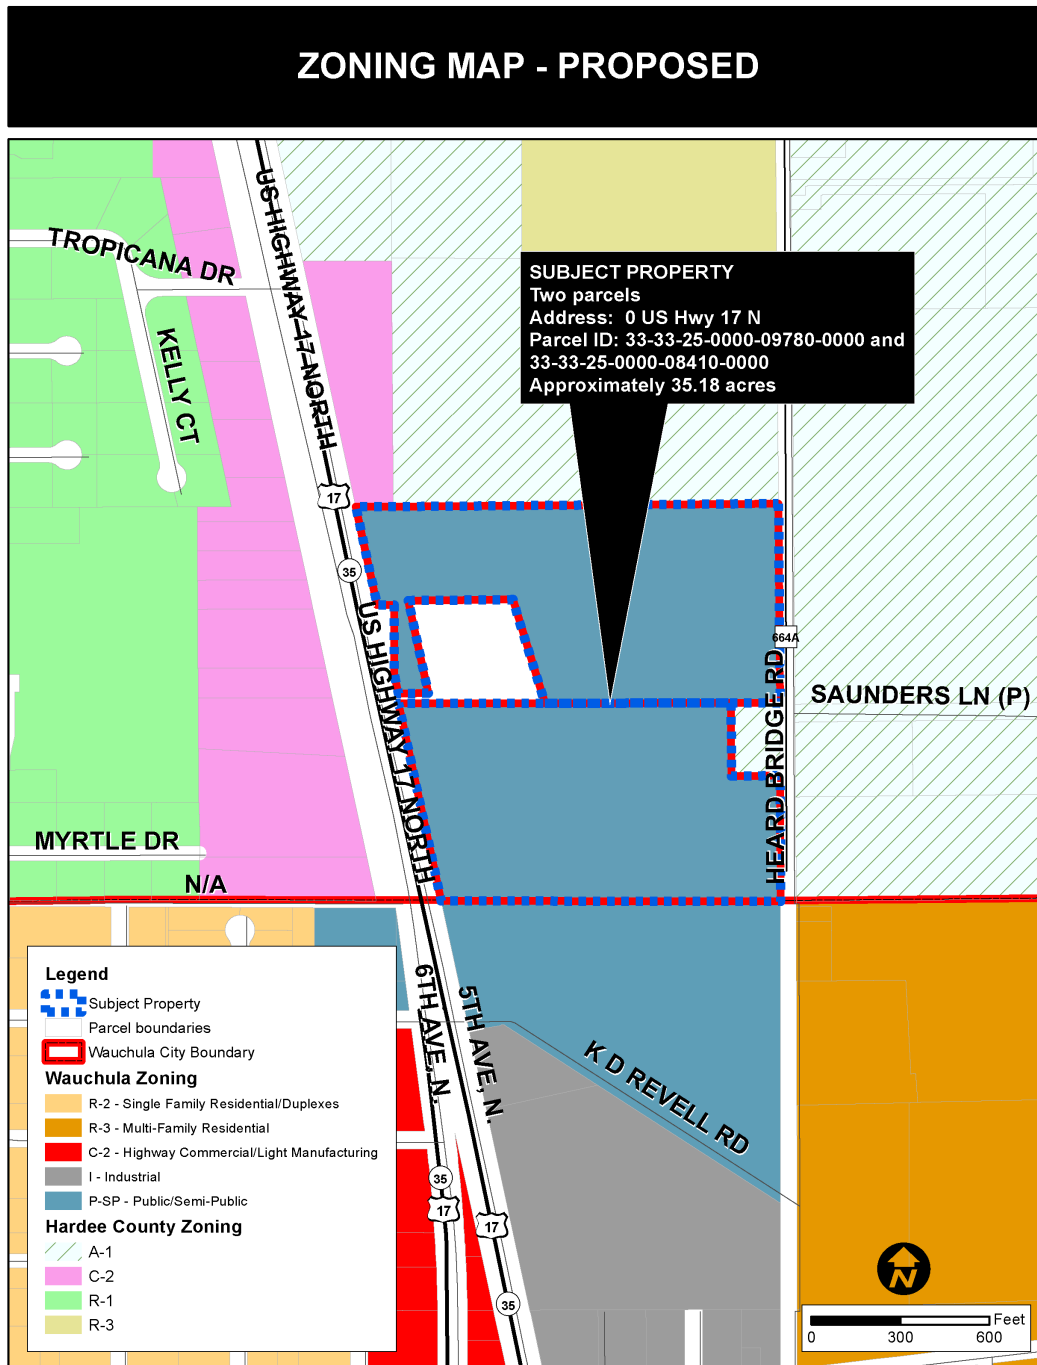 ZONING MAP - PROPOSED
US HIGHWAY 17 NORTH
TROPICANA DR
KELLY CT
SUBJECT PROPERTY
Two parcels
Address:  0 US Hwy 17 N
Parcel ID: 33-33-25-0000-09780-0000 and
33-33-25-0000-08410-0000
Approximately 35.18 acres
17
35
US HIGHWAY 17 NORTH
664A
HEARD BRIDGE RD
SAUNDERS LN (P)
MYRTLE DR
N/A
6TH AVE, N.
5TH AVE, N.
K D REVELL RD
35
17
17
35
Legend
Subject Property
Parcel boundaries
Wauchula City Boundary
Wauchula Zoning
R-2 - Single Family Residential/Duplexes
R-3 - Multi-Family Residential
C-2 - Highway Commercial/Light Manufacturing
I - Industrial
P-SP - Public/Semi-Public
Hardee County Zoning
A-1
C-2
R-1
R-3
N
Feet
0 300 600